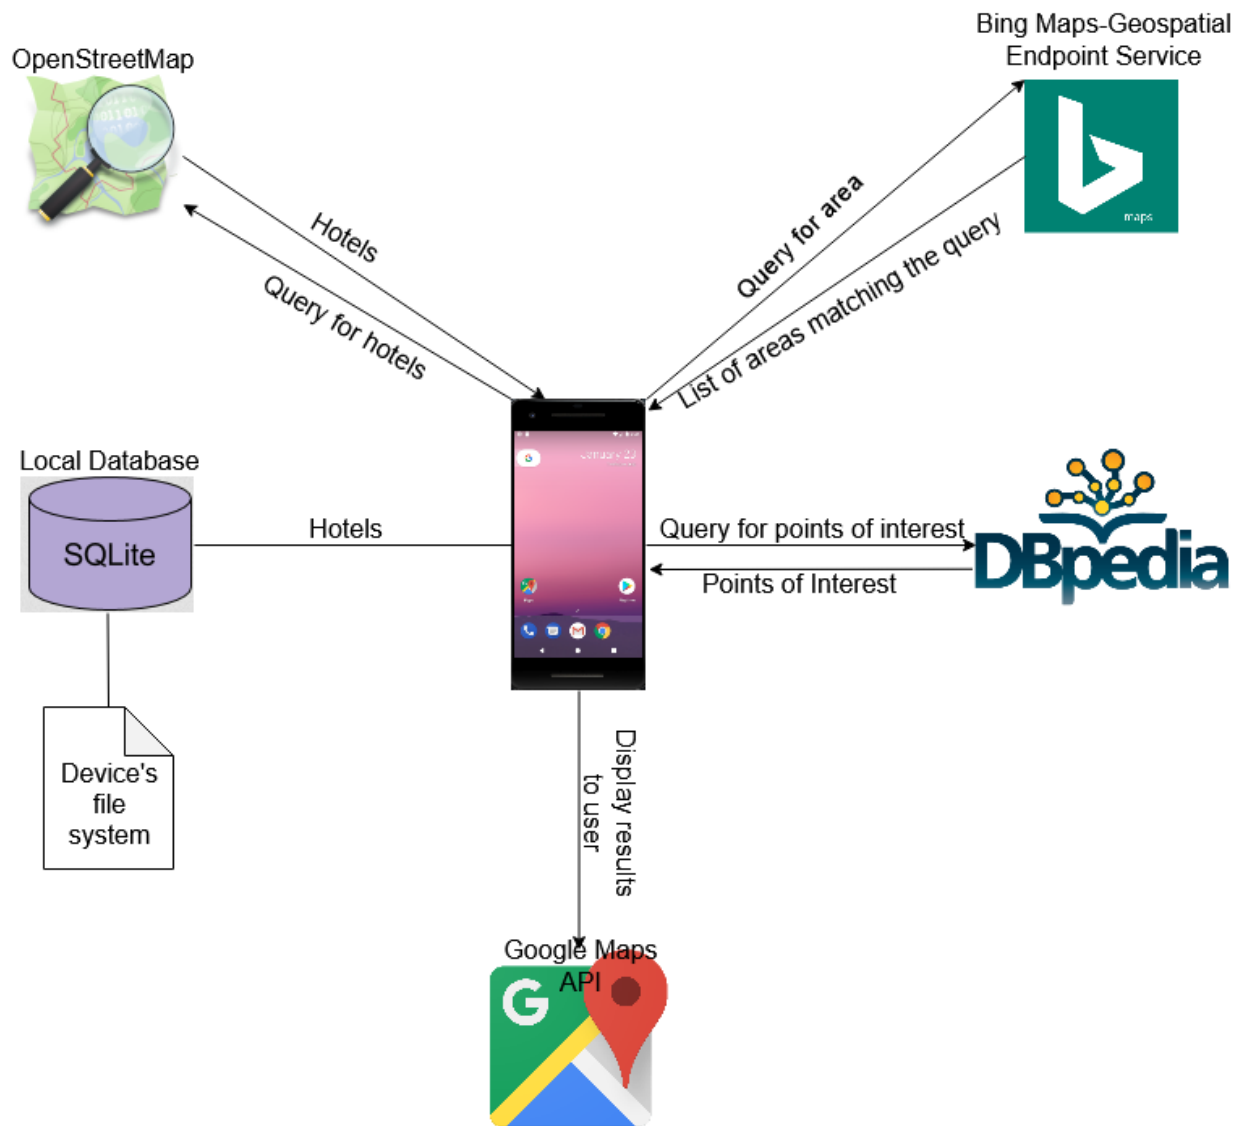 Bing Maps-Geospatial
Endpoint Service
OpenStreetMap
maps
Hotels
Query for hotels
Query for area
List of areas matching the query
Local Database
SQLite
Hotels
January 23
Query for points of interest
Points of Interest
DBpedia
Device's
file
system
Display results
to user
Google Maps
API
G